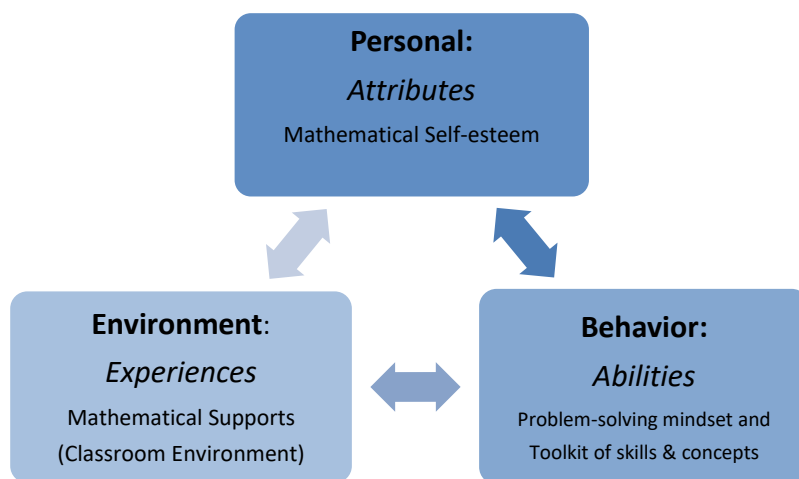 Personal:
Attributes
Mathematical Self-esteem
Environment:
Experiences
Mathematical Supports
(Classroom Environment)
Behavior:
Abilities
Problem-solving mindset and
Toolkit of skills & concepts